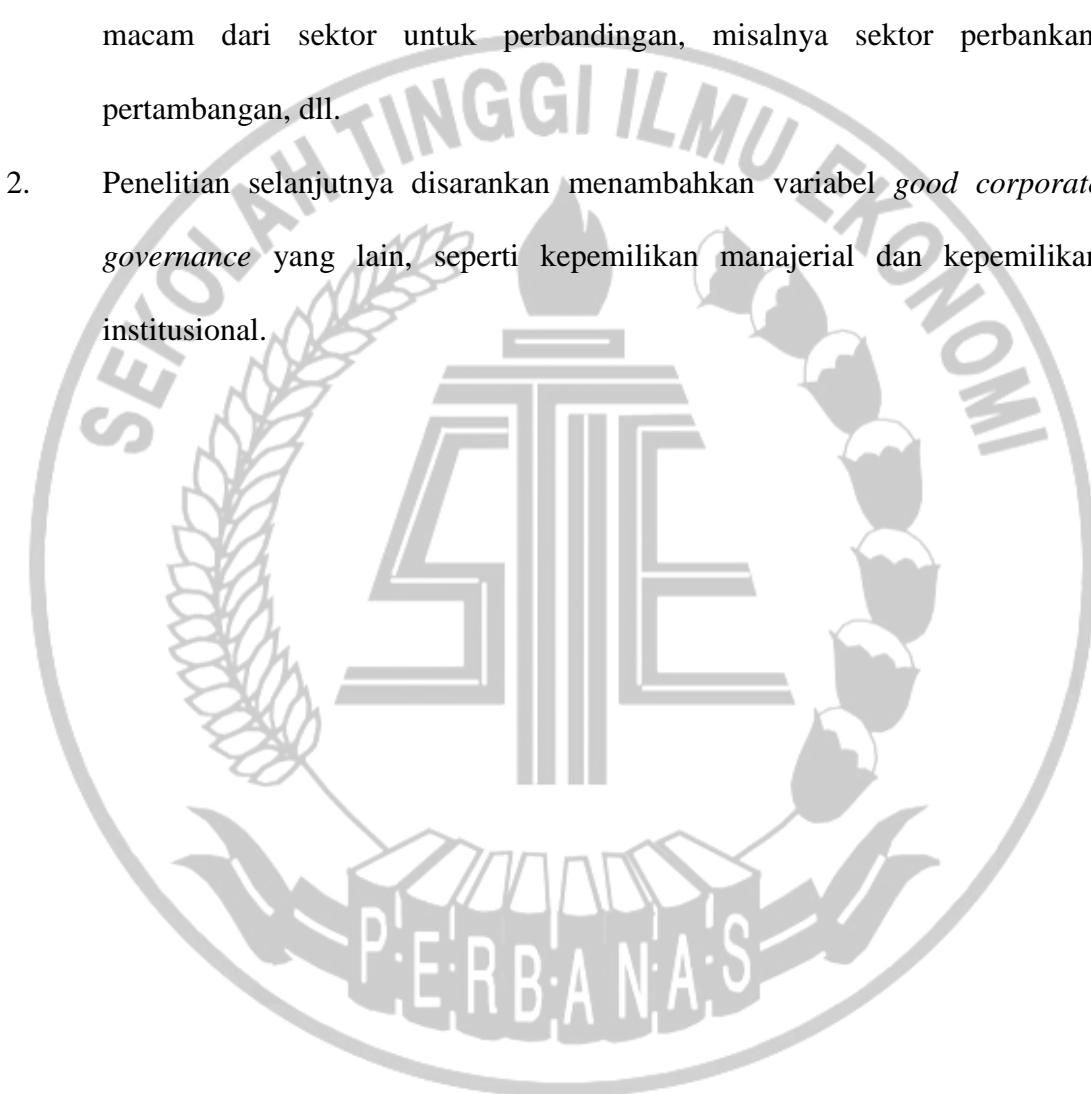 macam dari sektor untuk perbandingan, misalnya sektor perbankan
pertambangan, dll.
2. Penelitian selanjutnya disarankan menambahkan variabel good corporate
governance yang lain, seperti kepemilikan manajerial dan kepemilikan
institusional.
SEKOLAH TINGGI ILMU EKONOMI
STIE
P·E·R·B·A·N·A·S